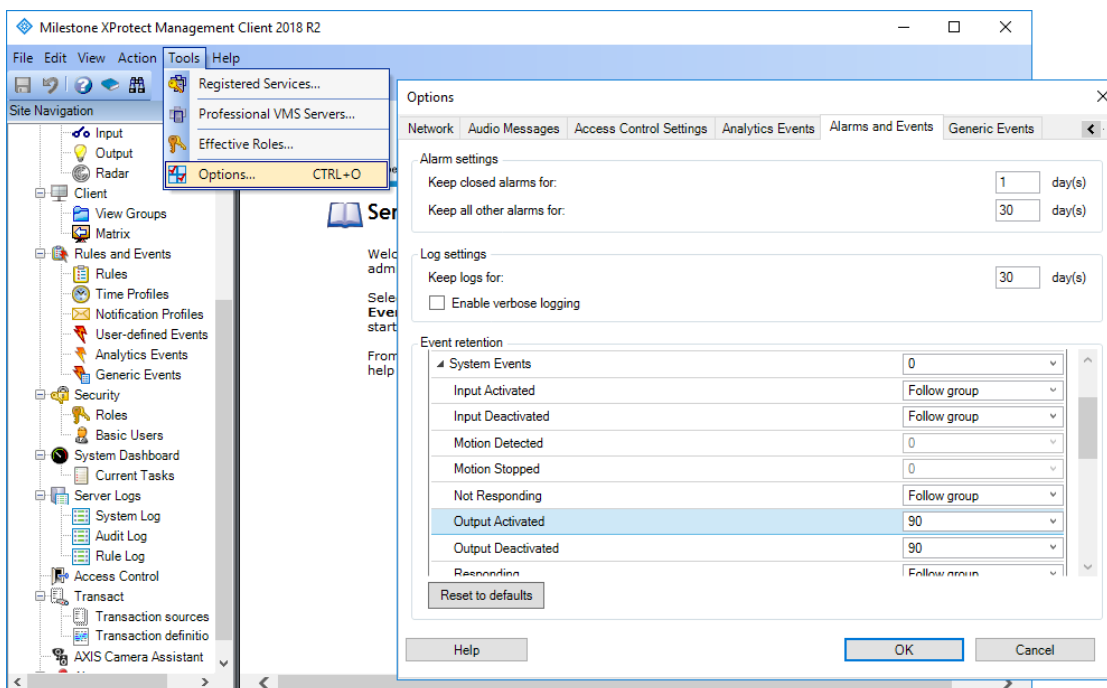 Milestone XProtect Management Client 2018 R2
File Edit View Action Tools Help
Registered Services...
Professional VMS Servers...
Effective Roles...
Options... CTRL+O
Site Navigation
Input
Output
Radar
Client
View Groups
Matrix
Rules and Events
Rules
Time Profiles
Notification Profiles
User-defined Events
Analytics Events
Generic Events
Security
Roles
Basic Users
System Dashboard
Current Tasks
Server Logs
System Log
Audit Log
Rule Log
Access Control
Transact
Transaction sources
Transaction definitio
AXIS Camera Assistant
Ser
Welc
adm
Sele
Ever
start
From
help
Options
Network Audio Messages Access Control Settings Analytics Events Alarms and Events Generic Events
Alarm settings
Keep closed alarms for: 1 day(s)
Keep all other alarms for: 30 day(s)
Log settings
Keep logs for: 30 day(s)
Enable verbose logging
Event retention
System Events 0
Input Activated Follow group
Input Deactivated Follow group
Motion Detected 0
Motion Stopped 0
Not Responding Follow group
Output Activated 90
Output Deactivated 90
Responding Follow group
Reset to defaults
Help OK Cancel